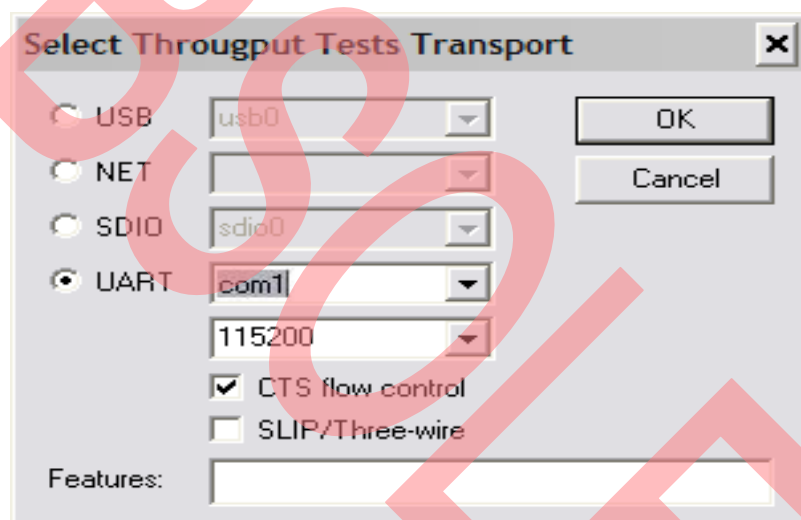 Select Througput Tests Transport
USB usb0 OK
NET Cancel
SDIO sdio0
UART com1
115200
CTS flow control
SLIP/Three-wire
Features: